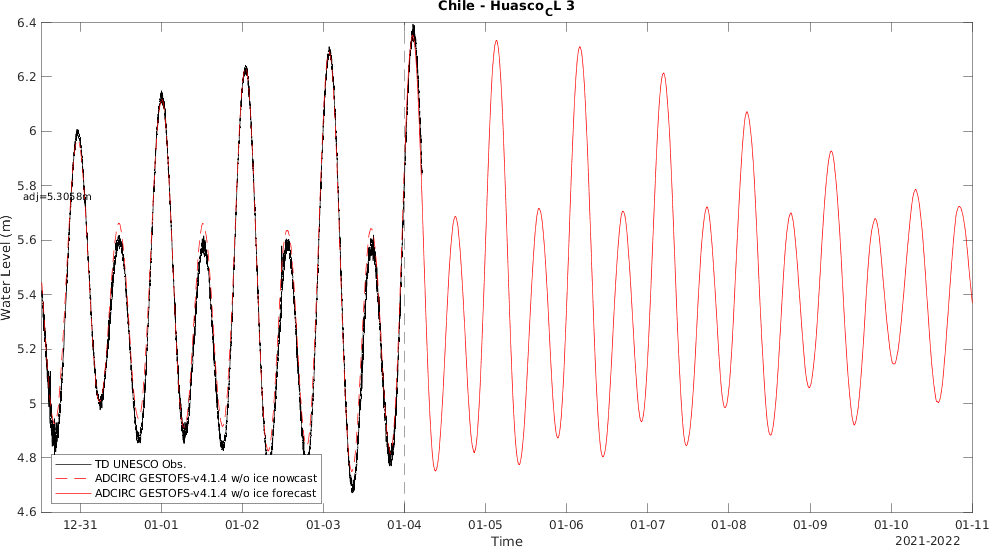 Chile - Huasco_CL 3
6.4
6.2
6
5.8
adj=5.3058m
5.6
5.4
5.2
5
4.8
4.6
Water Level (m)
TD UNESCO Obs.
ADCIRC GESTOFS-v4.1.4 w/o ice nowcast
ADCIRC GESTOFS-v4.1.4 w/o ice forecast
12-31 01-01 01-02 01-03 01-04 01-05 01-06 01-07 01-08 01-09 01-10 01-11
Time
2021-2022